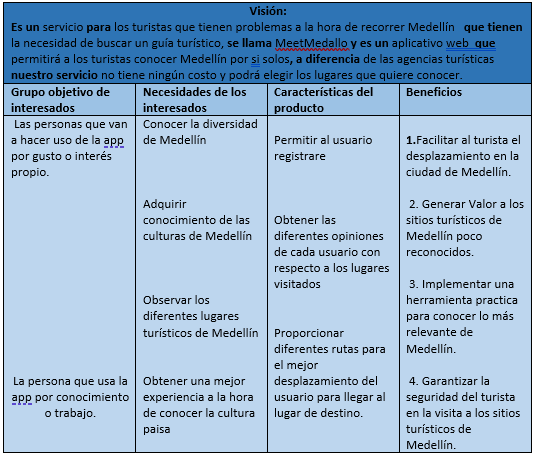 Visión:
Es un servicio para los turistas que tienen problemas a la hora de recorrer Medellín que tienen
la necesidad de buscar un guía turístico, se llama MeetMedallo y es un aplicativo web que
permitirá a los turistas conocer Medellín por si solos, a diferencia de las agencias turísticas
nuestro servicio no tiene ningún costo y podrá elegir los lugares que quiere conocer.
Grupo objetivo de
interesados
Necesidades de los
interesados
Características del
producto
Beneficios
Las personas que van
a hacer uso de la app
por gusto o interés
propio.
La persona que usa la
app por conocimiento
o trabajo.
Conocer la diversidad
de Medellín
Adquirir
conocimiento de las
culturas de Medellín
Observar los
diferentes lugares
turísticos de Medellín
Obtener una mejor
experiencia a la hora
de conocer la cultura
paisa
Permitir al usuario
registrare
Obtener las
diferentes opiniones
de cada usuario con
respecto a los lugares
visitados
Proporcionar
diferentes rutas para
el mejor
desplazamiento del
usuario para llegar al
lugar de destino.
1.Facilitar al turista el
desplazamiento en la
ciudad de Medellín.
2. Generar Valor a los
sitios turísticos de
Medellín poco
reconocidos.
3. Implementar una
herramienta practica
para conocer lo más
relevante de
Medellín.
4. Garantizar la
seguridad del turista
en la visita a los sitios
turísticos de
Medellín.